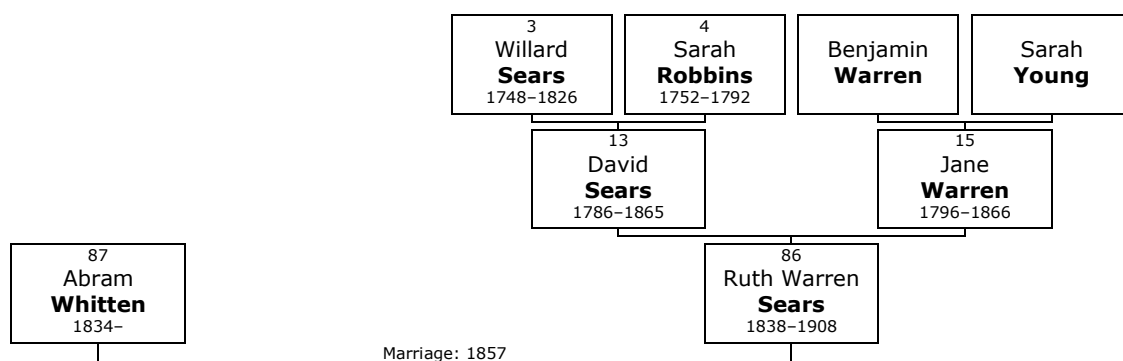 3
Willard
Sears
1748–1826
4
Sarah
Robbins
1752–1792
Benjamin
Warren
Sarah
Young
13
David
Sears
1786–1865
15
Jane
Warren
1796–1866
87
Abram
Whitten
1834–
86
Ruth Warren
Sears
1838–1908
Marriage: 1857